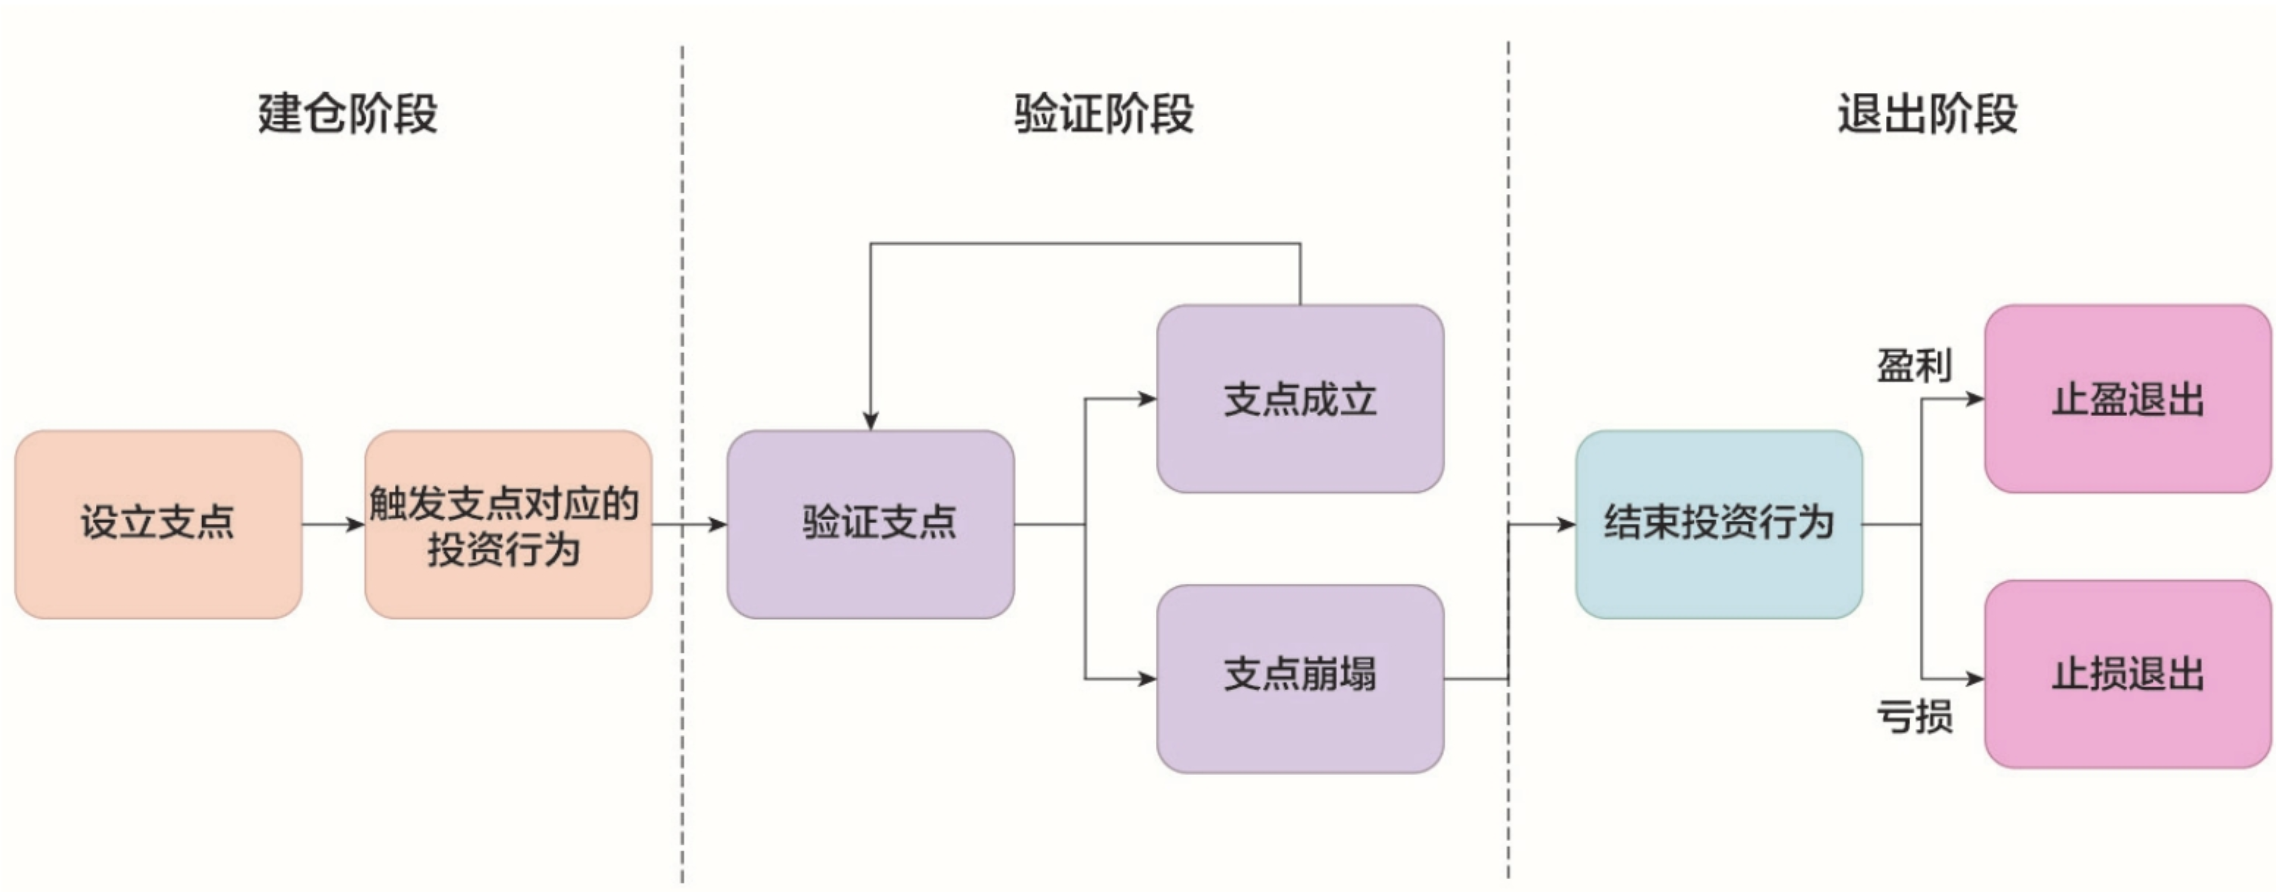 建仓阶段
验证阶段
退出阶段
设立支点
触发支点对应的
投资行为
验证支点
支点成立
支点崩塌
结束投资行为
盈利
止盈退出
亏损
止损退出